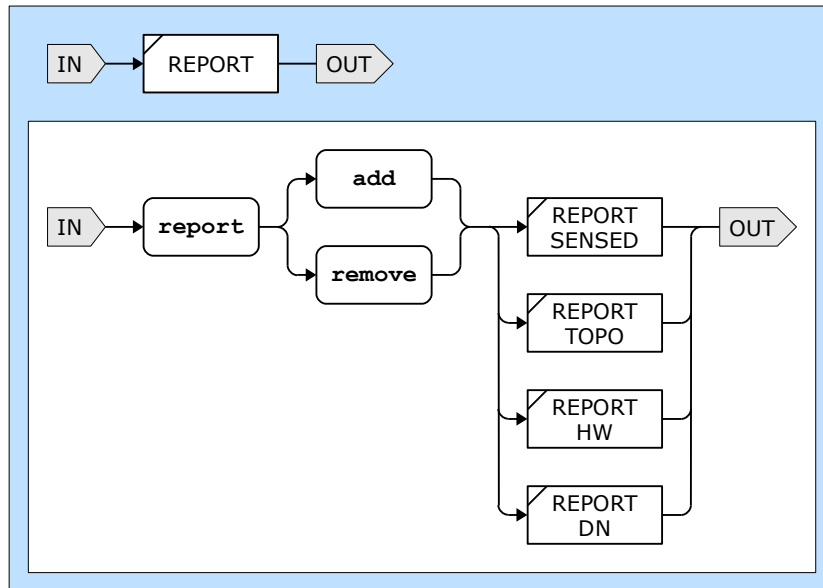 IN
REPORT
OUT
IN
report
add
remove
REPORT
SENSED
REPORT
TOPO
REPORT
HW
REPORT
DN
OUT